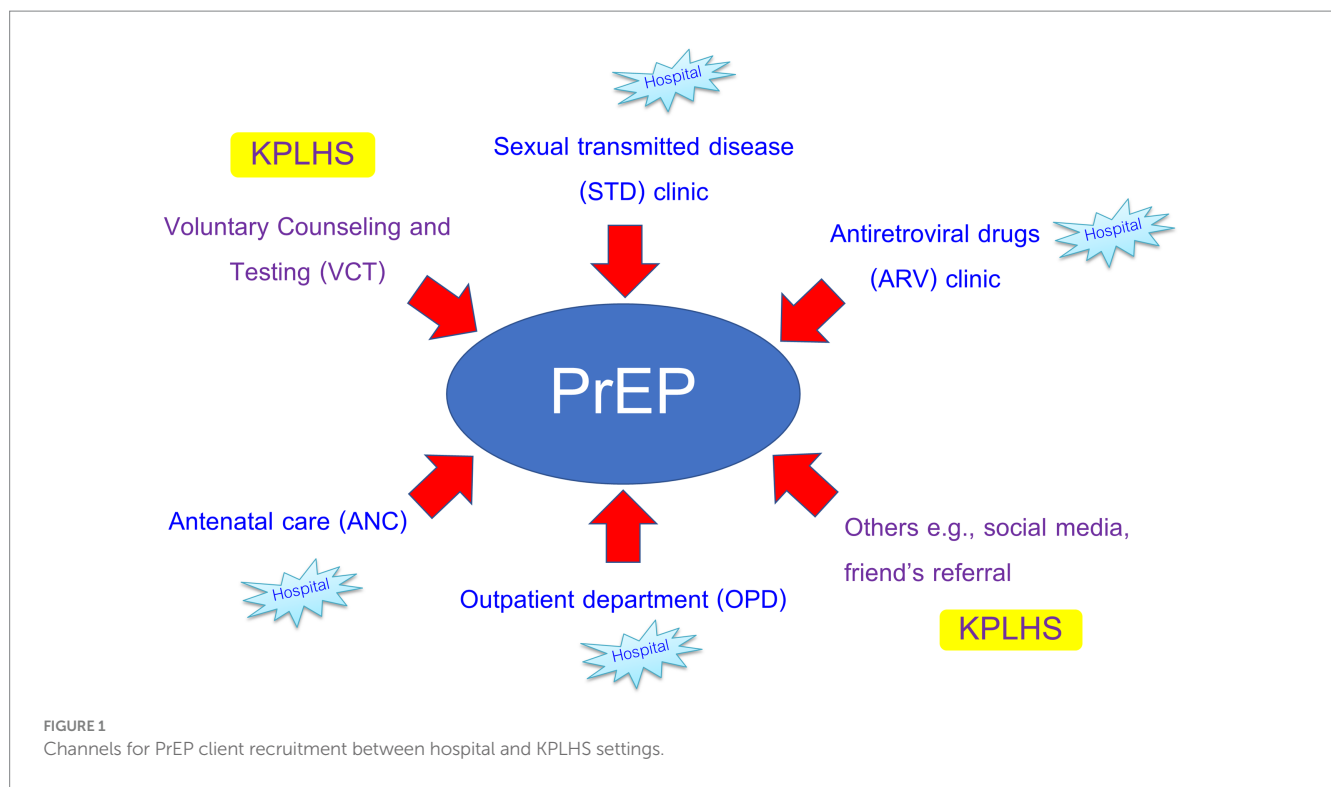 Hospital
Sexual transmitted disease
(STD) clinic
KPLHS
Voluntary Counseling and
Testing (VCT)
Antiretroviral drugs
(ARV) clinic
Hospital
PrEP
Antenatal care (ANC)
Hospital
Outpatient department (OPD)
Hospital
Others e.g., social media,
friend’s referral
KPLHS
FIGURE 1
Channels for PrEP client recruitment between hospital and KPLHS settings.